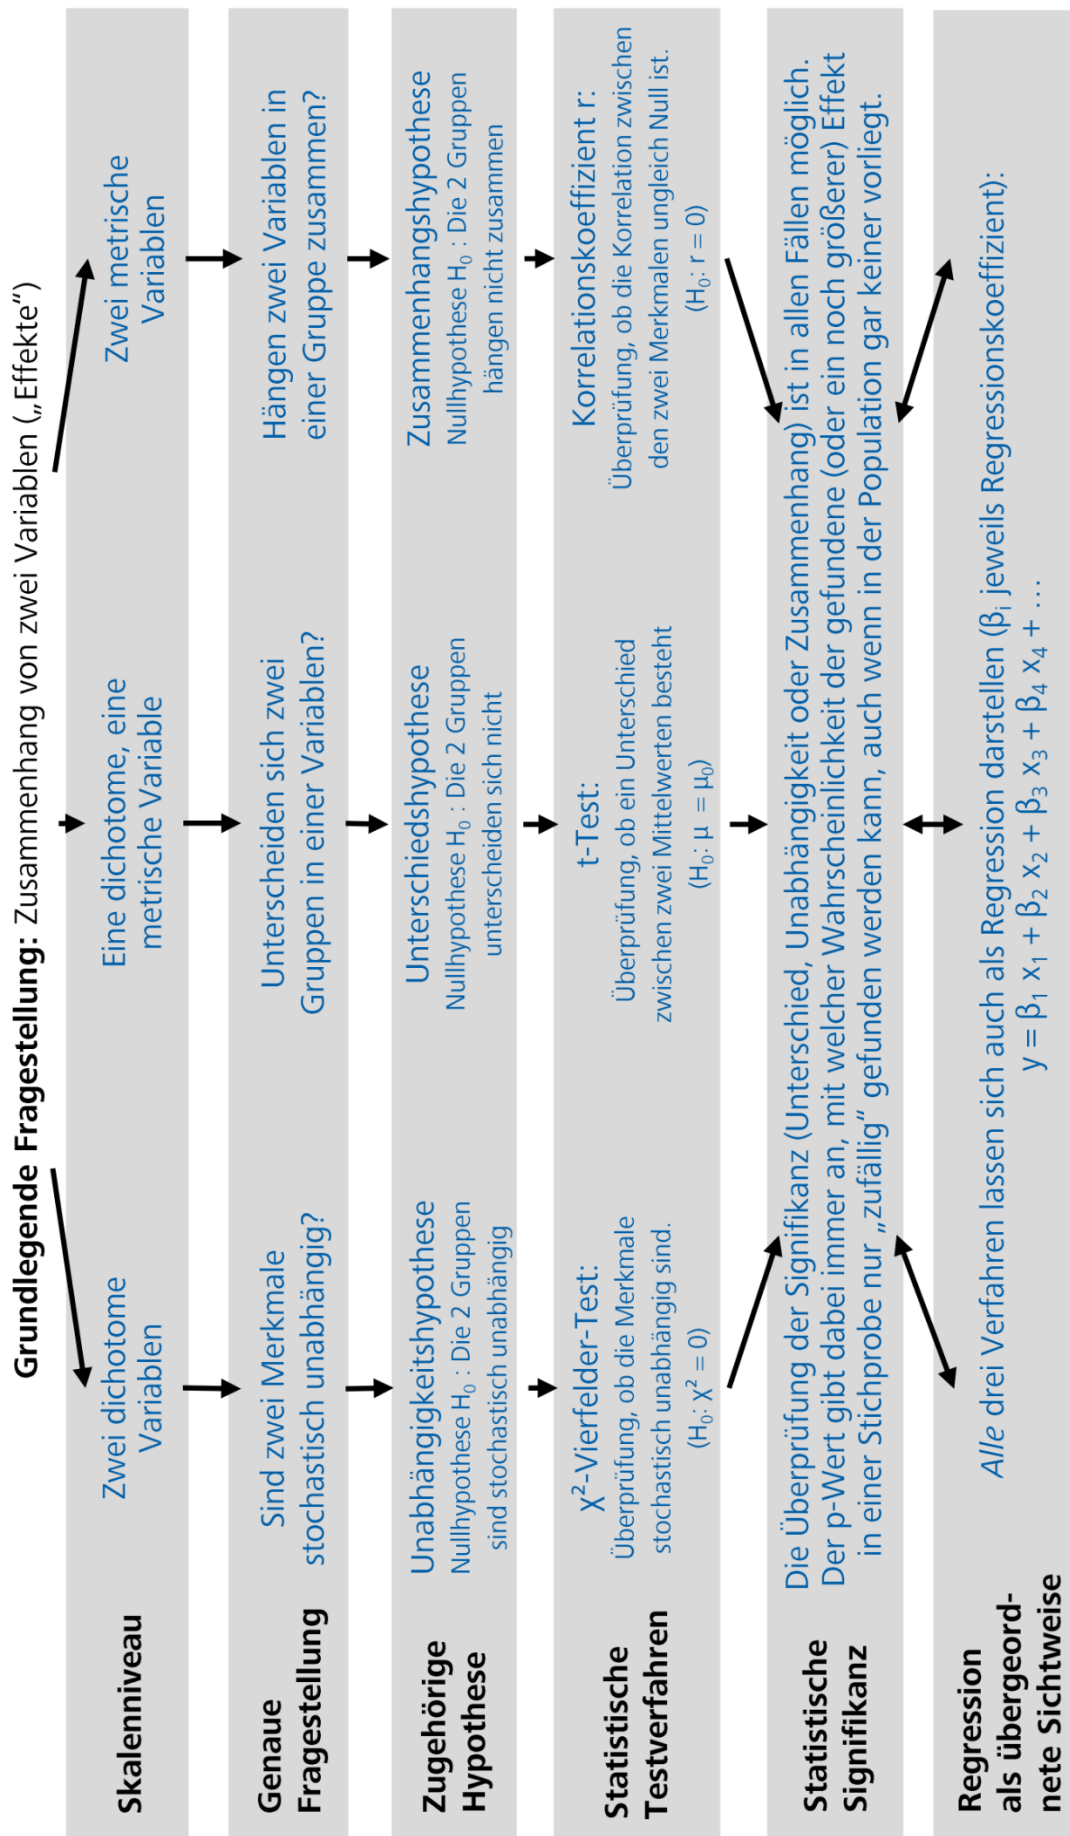 Grundlegende Fragestellung: Zusammenhang von zwei Variablen („Effekte“)
Skalenniveau
Zwei dichotome
Variablen
Eine dichotome, eine
metrische Variable
Zwei metrische
Variablen
Genaue
Fragestellung
Sind zwei Merkmale
stochastisch unabhängig?
Unterscheiden sich zwei
Gruppen in einer Variablen?
Hängen zwei Variablen in
einer Gruppe zusammen?
Zugehörige
Hypothese
Unabhängigkeitshypothese
Nullhypothese H₀ : Die 2 Gruppen
sind stochastisch unabhängig
Unterschiedshypothese
Nullhypothese H₀ : Die 2 Gruppen
unterscheiden sich nicht
Zusammenhangshypothese
Nullhypothese H₀ : Die 2 Gruppen
hängen nicht zusammen
Statistische
Testverfahren
χ²-Vierfelder-Test:
Überprüfung, ob die Merkmale
stochastisch unabhängig sind.
(H₀: χ² = 0)
t-Test:
Überprüfung, ob ein Unterschied
zwischen zwei Mittelwerten besteht
(H₀: μ = μ₀)
Korrelationskoeffizient r:
Überprüfung, ob die Korrelation zwischen
den zwei Merkmalen ungleich Null ist.
(H₀: r = 0)
Statistische
Signifikanz
Die Überprüfung der Signifikanz (Unterschied, Unabhängigkeit oder Zusammenhang) ist in allen Fällen möglich.
Der p-Wert gibt dabei immer an, mit welcher Wahrscheinlichkeit der gefundene (oder ein noch größerer) Effekt
in einer Stichprobe nur „zufällig“ gefunden werden kann, auch wenn in der Population gar keiner vorliegt.
Regression
als übergeord-
nete Sichtweise
Alle drei Verfahren lassen sich auch als Regression darstellen (βᵢ jeweils Regressionskoeffizient):
y = β₁ x₁ + β₂ x₂ + β₃ x₃ + β₄ x₄ + …